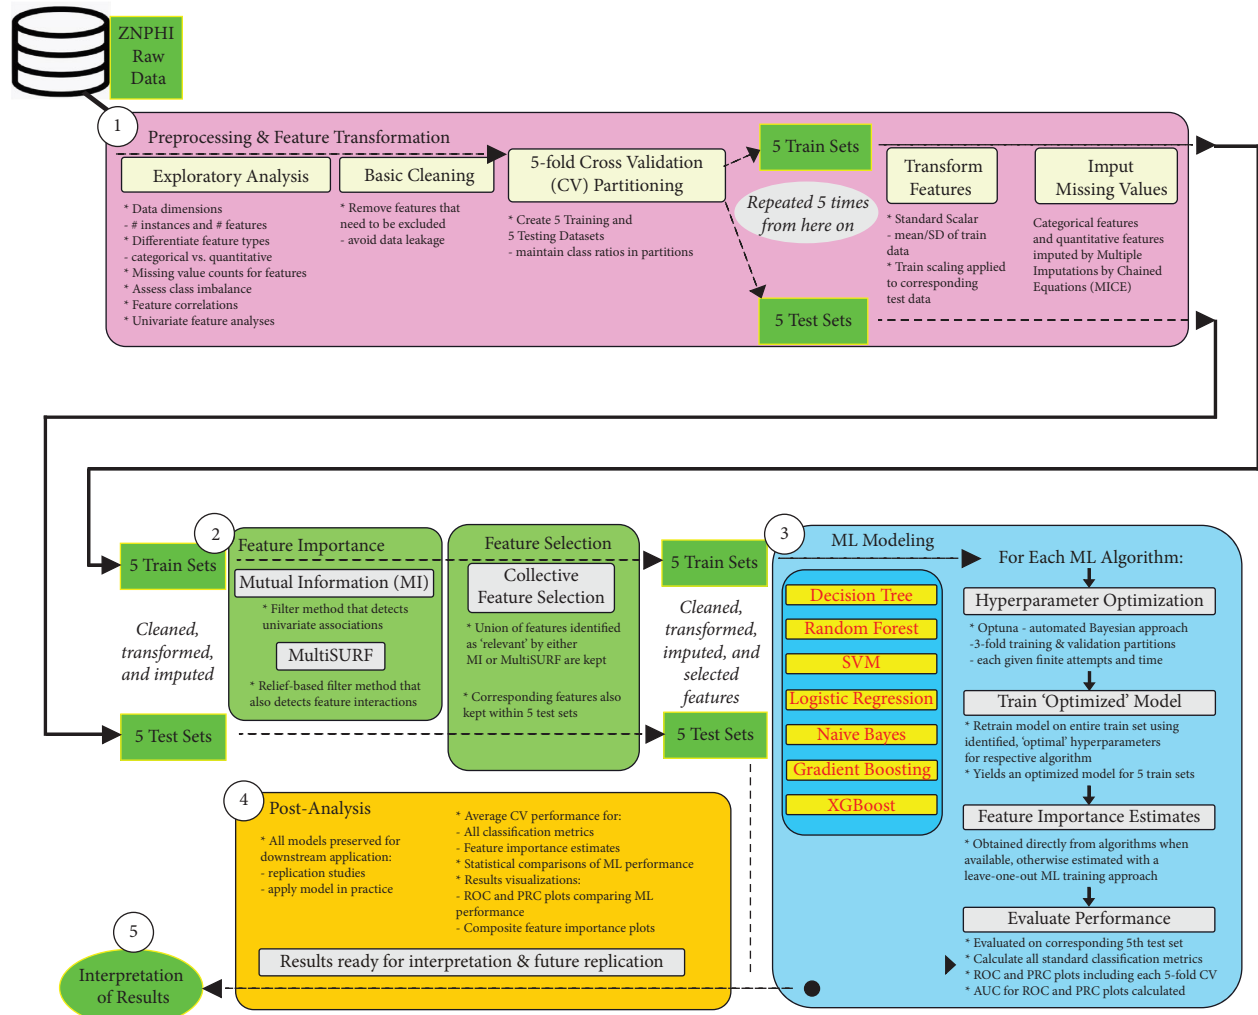 ZNPHI
Raw
Data
1
Preprocessing & Feature Transformation
Exploratory Analysis
* Data dimensions
- # instances and # features
* Differentiate feature types
- categorical vs. quantitative
* Missing value counts for features
* Assess class imbalance
* Feature correlations
* Univariate feature analyses
Basic Cleaning
* Remove features that
need to be excluded
- avoid data leakage
5-fold Cross Validation
(CV) Partitioning
* Create 5 Training and
5 Testing Datasets
- maintain class ratios in partitions
5 Train Sets
Repeated 5 times
from here on
5 Test Sets
Transform
Features
* Standard Scalar
- mean/SD of train
data
* Train scaling applied
to corresponding
test data
Imput
Missing Values
Categorical features
and quantitative features
imputed by Multiple
Imputations by Chained
Equations (MICE)
5 Train Sets
Cleaned,
transformed,
and imputed
5 Test Sets
2
Feature Importance
Mutual Information (MI)
* Filter method that detects
univariate associations
MultiSURF
* Relief-based filter method that
also detects feature interactions
Feature Selection
Collective
Feature Selection
* Union of features identified
as ‘relevant’ by either
MI or MultiSURF are kept
* Corresponding features also
kept within 5 test sets
5 Train Sets
Cleaned,
transformed,
imputed, and
selected
features
5 Test Sets
3
ML Modeling
Decision Tree
Random Forest
SVM
Logistic Regression
Naive Bayes
Gradient Boosting
XGBoost
For Each ML Algorithm:
Hyperparameter Optimization
* Optuna - automated Bayesian approach
-3-fold training & validation partitions
- each given finite attempts and time
Train ‘Optimized’ Model
* Retrain model on entire train set using
identified, ‘optimal’ hyperparameters
for respective algorithm
* Yields an optimized model for 5 train sets
Feature Importance Estimates
* Obtained directly from algorithms when
available, otherwise estimated with a
leave-one-out ML training approach
Evaluate Performance
* Evaluated on corresponding 5th test set
* Calculate all standard classification metrics
* ROC and PRC plots including each 5-fold CV
* AUC for ROC and PRC plots calculated
4
Post-Analysis
* All models preserved for
downstream application:
- replication studies
- apply model in practice
* Average CV performance for:
- All classification metrics
- Feature importance estimates
* Statistical comparisons of ML performance
* Results visualizations:
- ROC and PRC plots comparing ML
performance
- Composite feature importance plots
Results ready for interpretation & future replication
5
Interpretation
of Results